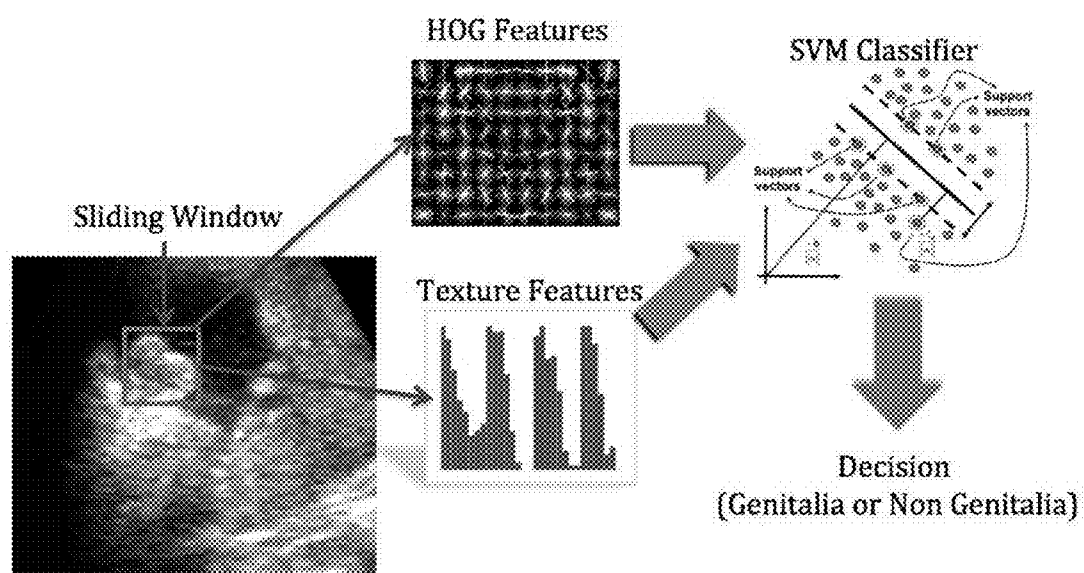 HOG Features
SVM Classifier
Support
vectors
Support
vectors
Sliding Window
Texture Features
Decision
(Genitalia or Non Genitalia)